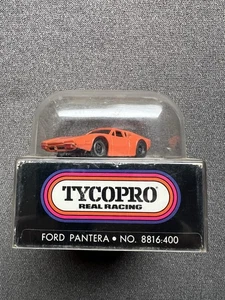 TYCOPRO
REAL RACING
FORD PANTERA • NO. 8816:400